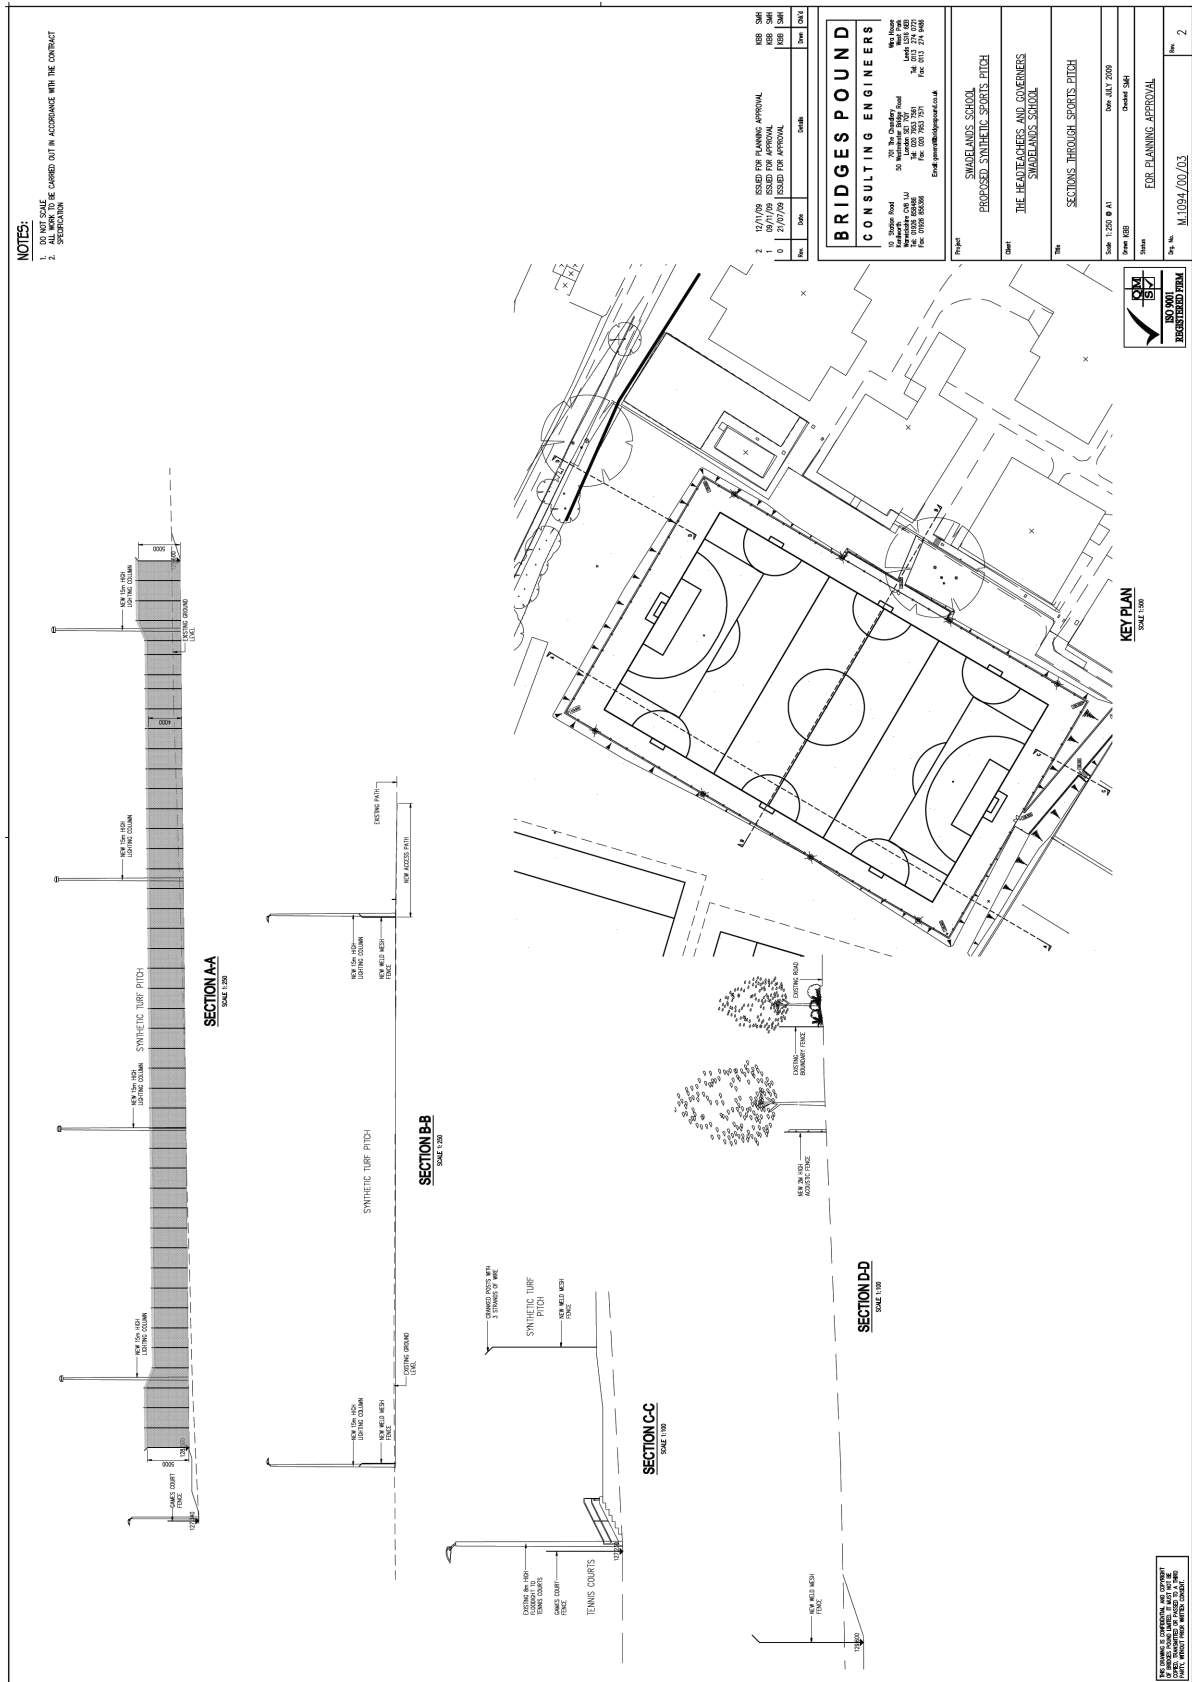 NOTES:
1. DO NOT SCALE
2. ALL WORK TO BE CARRIED OUT IN ACCORDANCE WITH THE CONTRACT
SPECIFICATION
NEW 15m HIGH
LIGHTING COLUMN
5000
EXISTING GROUND
LEVEL
4000
NEW 15m HIGH
LIGHTING COLUMN
SYNTHETIC TURF PITCH
NEW 15m HIGH
LIGHTING COLUMN
NEW 15m HIGH
LIGHTING COLUMN
5000
GAMES COURT
FENCE
SECTION A-A
SCALE 1:250
EXISTING PATH
NEW ACCESS PATH
NEW 15m HIGH
LIGHTING COLUMN
NEW WELD MESH
FENCE
SYNTHETIC TURF PITCH
EXISTING GROUND
LEVEL
NEW 15m HIGH
LIGHTING COLUMN
NEW WELD MESH
FENCE
SECTION B-B
SCALE 1:250
CRANKED POSTS WITH
3 STRANDS OF WIRE
SYNTHETIC TURF
PITCH
NEW WELD MESH
FENCE
EXISTING 8m HIGH
FLOODLIGHT TO
TENNIS COURTS
GAMES COURT
FENCE
TENNIS COURTS
SECTION C-C
SCALE 1:100
EXISTING ROAD
EXISTING
BOUNDARY FENCE
NEW 2M HIGH
ACOUSTIC FENCE
NEW WELD MESH
FENCE
SECTION D-D
SCALE 1:100
KEY PLAN
SCALE 1:500
2 12/11/09 ISSUED FOR PLANNING APPROVAL KBB SMH
1 09/11/09 ISSUED FOR APPROVAL KBB SMH
0 21/07/09 ISSUED FOR APPROVAL KBB SMH
Rev. Date Details Drwn Chk'd
BRIDGES POUND
CONSULTING ENGINEERS
10 Station Road
Kenilworth
Warwickshire CV8 1JJ
701 The Chandlery
50 Westminster Bridge Road
London SE1 7QY
Tel: 020 7953 7581
Fax: 020 7953 7571
Wira House
West Park
Leeds LS16 6EB
Tel: 0113 274 0721
Fax: 0113 274 9486
Project
SWADELANDS SCHOOL
PROPOSED SYNTHETIC SPORTS PITCH
Client
THE HEADTEACHERS AND GOVERNERS
SWADELANDS SCHOOL
Title
SECTIONS THROUGH SPORTS PITCH
Scale 1:250 @ A1 Date JULY 2009
Drawn KBB Checked SMH
Status
FOR PLANNING APPROVAL
Drg. No. M.1094/00/03 Rev. 2
QM
S
ISO 9001
REGISTERED FIRM
THIS DRAWING IS CONFIDENTIAL AND COPYRIGHT
OF BRIDGES POUND LIMITED. IT MUST NOT BE
COPIED, TRANSMITTED OR PASSED TO A THIRD
PARTY, WITHOUT PRIOR WRITTEN CONSENT.